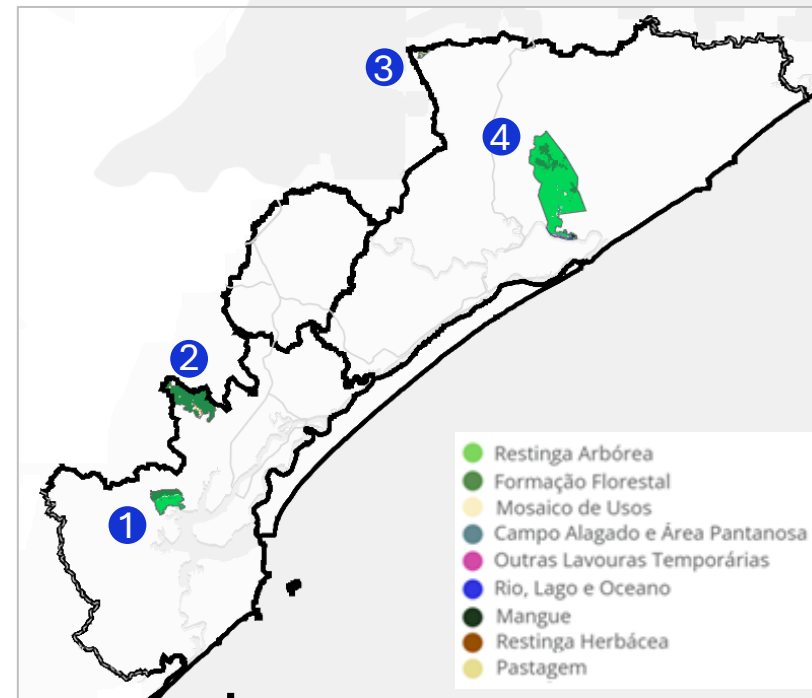 3
4
2
1
Restinga Arbórea
Formação Florestal
Mosaico de Usos
Campo Alagado e Área Pantanosa
Outras Lavouras Temporárias
Rio, Lago e Oceano
Mangue
Restinga Herbácea
Pastagem